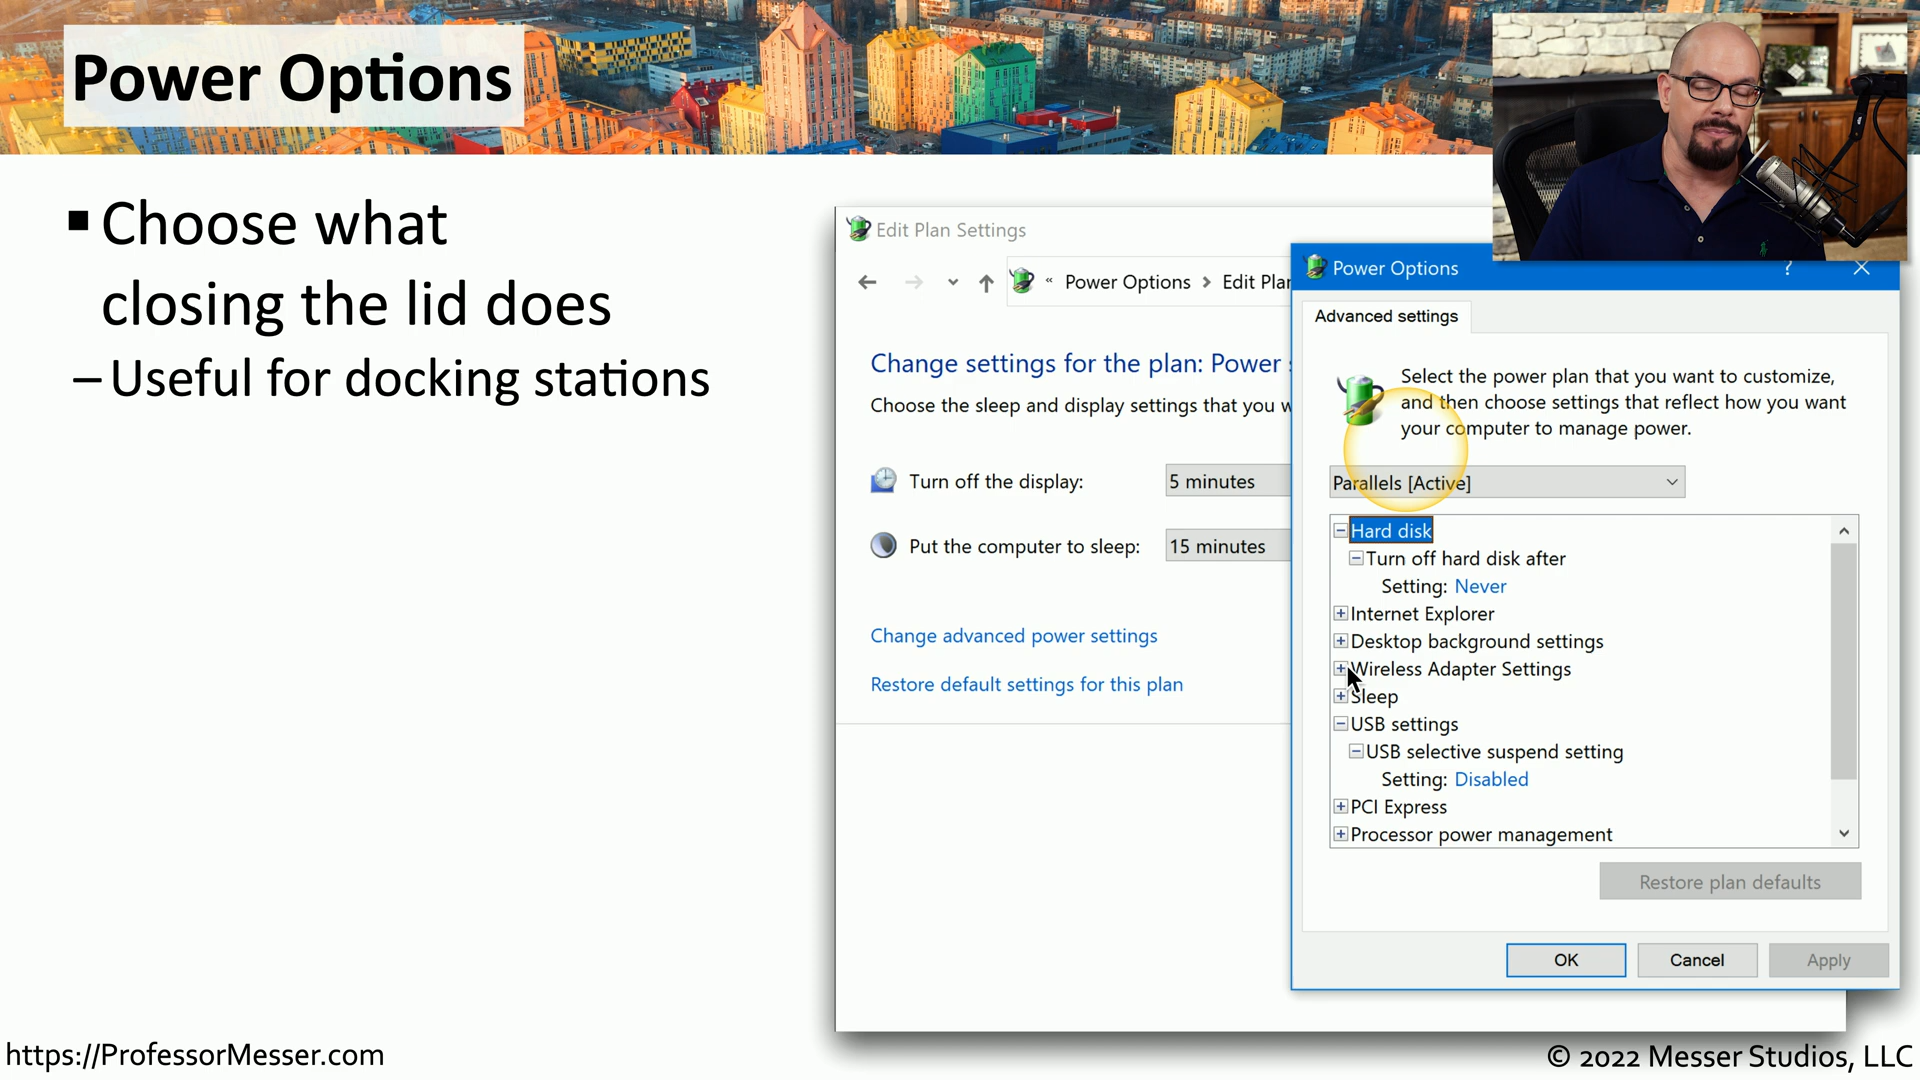 Power Options
Choose what
closing the lid does
– Useful for docking stations
Edit Plan Settings
« Power Options > Edit Plan
Change settings for the plan: Power
Choose the sleep and display settings that you
Turn off the display:
5 minutes
Put the computer to sleep:
15 minutes
Change advanced power settings
Restore default settings for this plan
Power Options
?
Advanced settings
Select the power plan that you want to customize,
and then choose settings that reflect how you want
your computer to manage power.
Parallels [Active]
Hard disk
Turn off hard disk after
Setting: Never
Internet Explorer
Desktop background settings
Wireless Adapter Settings
Sleep
USB settings
USB selective suspend setting
Setting: Disabled
PCI Express
Processor power management
Restore plan defaults
OK
Cancel
Apply
https://ProfessorMesser.com
© 2022 Messer Studios, LLC